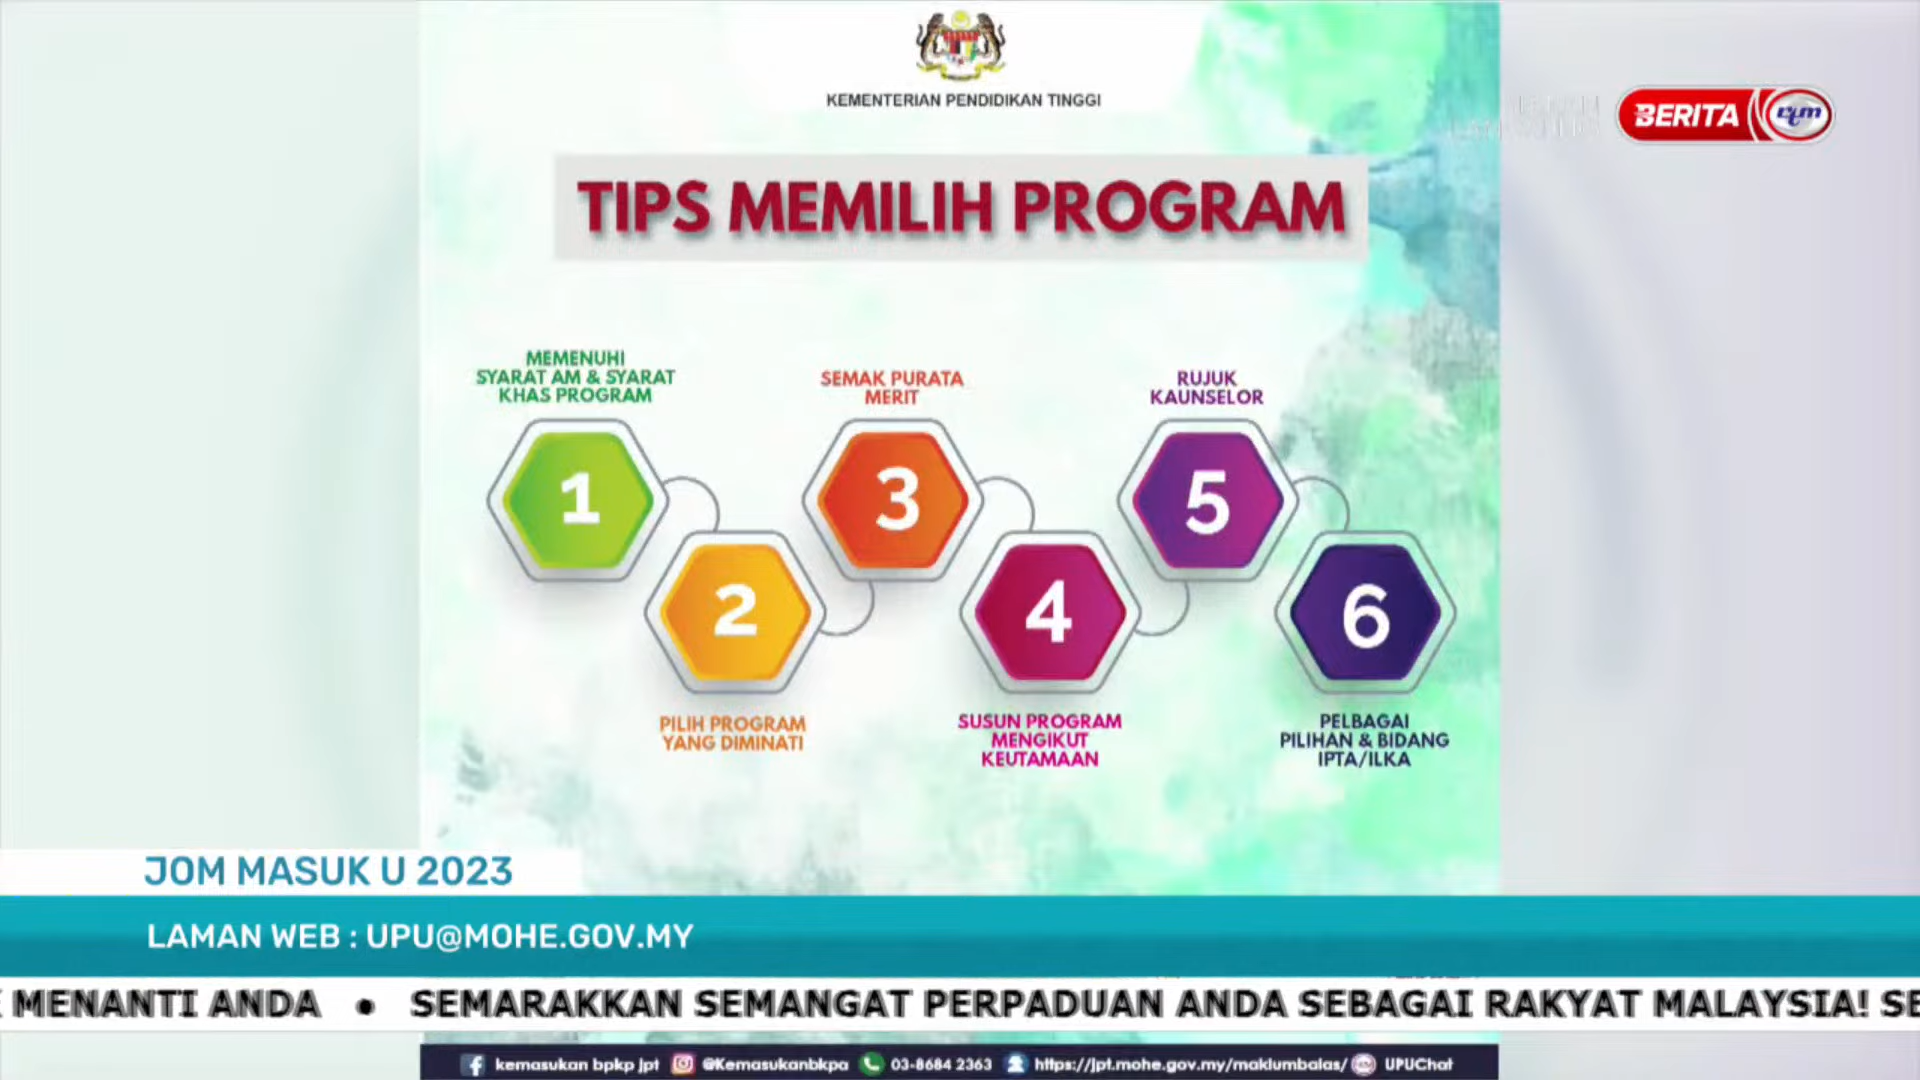 KEMENTERIAN PENDIDIKAN TINGGI
BERITA rtm
TIPS MEMILIH PROGRAM
MEMENUHI
SYARAT AM & SYARAT
KHAS PROGRAM
1
PILIH PROGRAM
YANG DIMINATI
2
SEMAK PURATA
MERIT
3
SUSUN PROGRAM
MENGIKUT
KEUTAMAAN
4
RUJUK
KAUNSELOR
5
PELBAGAI
PILIHAN & BIDANG
IPTA/ILKA
6
JOM MASUK U 2023
LAMAN WEB : UPU@MOHE.GOV.MY
MENANTI ANDA • SEMARAKKAN SEMANGAT PERPADUAN ANDA SEBAGAI RAKYAT MALAYSIA! SE
kemasukan bpkp jpt @Kemasukanbkpa 03-8684 2363 https://jpt.mohe.gov.my/maklumbalas/ UPUChat